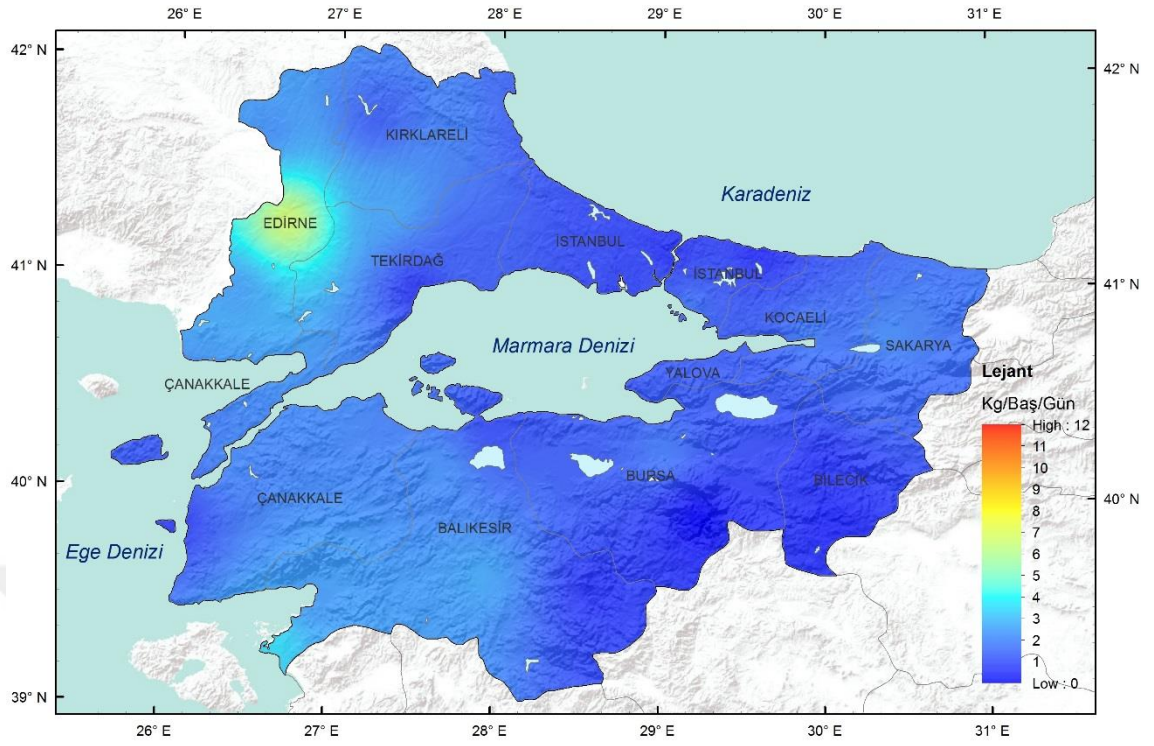 26° E 27° E 28° E 29° E 30° E 31° E
42° N 42° N
KIRKLARELİ
Karadeniz
EDİRNE
İSTANBUL
TEKİRDAĞ
41° N 41° N
İSTANBUL
KOCAELİ
Marmara Denizi
SAKARYA
YALOVA
ÇANAKKALE
Lejant
Kg/Baş/Gün
High : 12
11
10
9
8
7
6
5
4
3
2
1
Low : 0
40° N 40° N
BURSA
BİLECİK
ÇANAKKALE
BALIKESİR
Ege Denizi
39° N
26° E 27° E 28° E 29° E 30° E 31° E